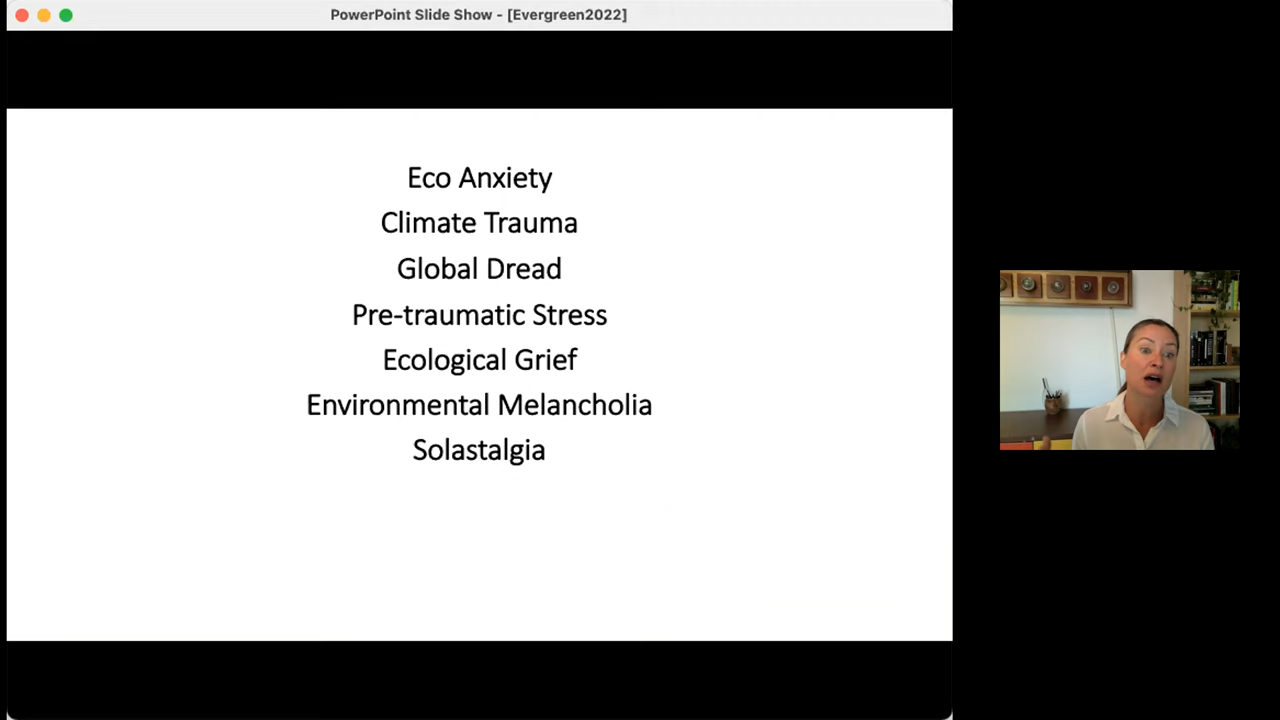 PowerPoint Slide Show - [Evergreen2022]
Eco Anxiety
Climate Trauma
Global Dread
Pre-traumatic Stress
Ecological Grief
Environmental Melancholia
Solastalgia